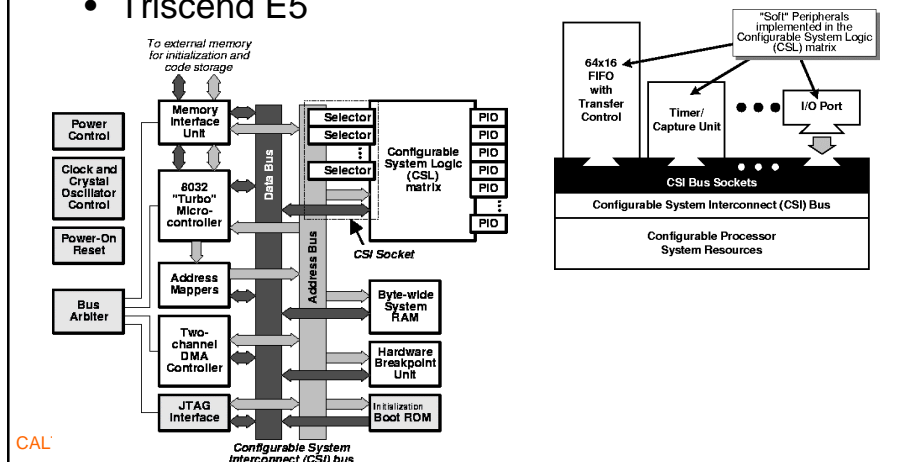 • Triscend E5
To external memory
for initialization and
code storage
Power
Control
Clock and
Crystal
Oscillator
Control
Power-On
Reset
Bus
Arbiter
Memory
Interface
Unit
8032
"Turbo"
Micro-
controller
Address
Mappers
Two-
channel
DMA
Controller
JTAG
Interface
Data Bus
Address Bus
Selector
Selector
Selector
Configurable
System Logic
(CSL)
matrix
PIO
PIO
PIO
PIO
PIO
PIO
CSI Socket
Byte-wide
System
RAM
Hardware
Breakpoint
Unit
Initialization
Boot ROM
Configurable System
Interconnect (CSI) bus
"Soft" Peripherals
implemented in the
Configurable System Logic
(CSL) matrix
64x16
FIFO
with
Transfer
Control
Timer/
Capture Unit
I/O Port
CSI Bus Sockets
Configurable System Interconnect (CSI) Bus
Configurable Processor
System Resources
CAL